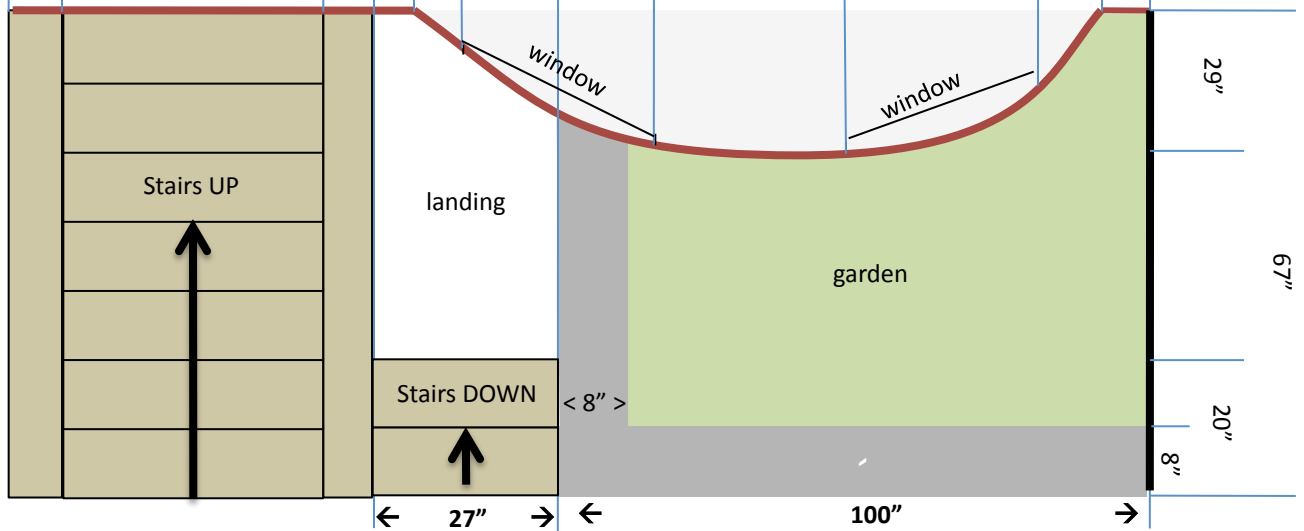 window
window
29”
Stairs UP
landing
garden
67”
Stairs DOWN
< 8” >
20”
8”
27”
100”